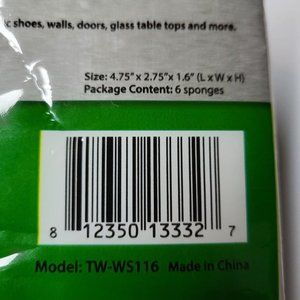 shoes, walls, doors, glass table tops and more.
Size: 4.75" x 2.75"x 1.6" (L x W x H)
Package Content: 6 sponges
8 12350 13332 7
Model: TW-WS116 Made in China